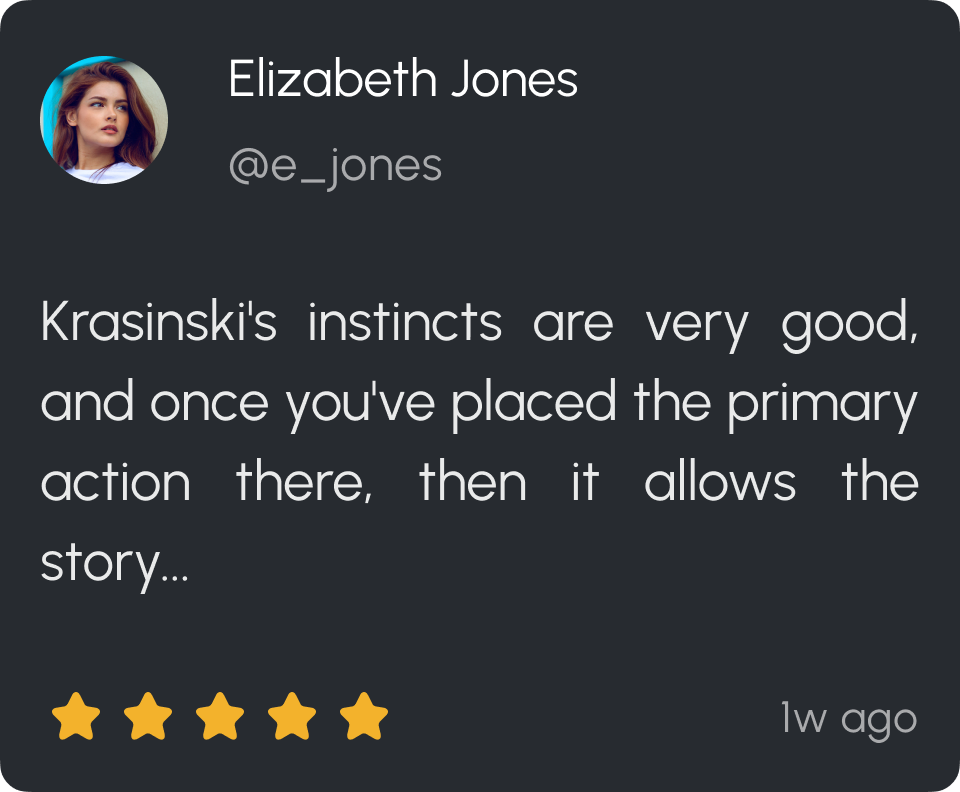 Elizabeth Jones
@e_jones
Krasinski's instincts are very good,
and once you've placed the primary
action there, then it allows the
story...
1w ago